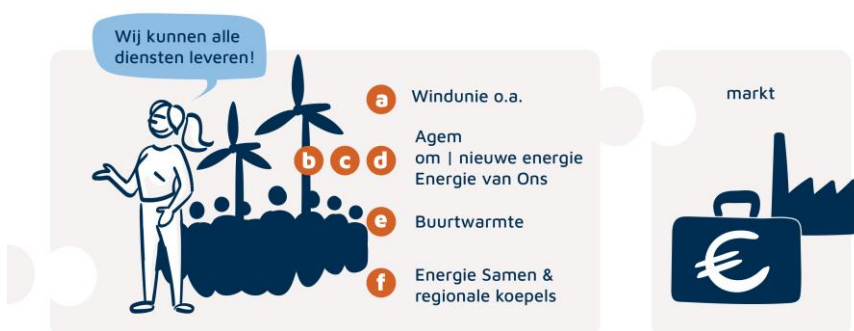 Wij kunnen alle
diensten leveren!
a Windunie o.a.
b c d Agem
om | nieuwe energie
Energie van Ons
e Buurtwarmte
f Energie Samen &
regionale koepels
markt
€